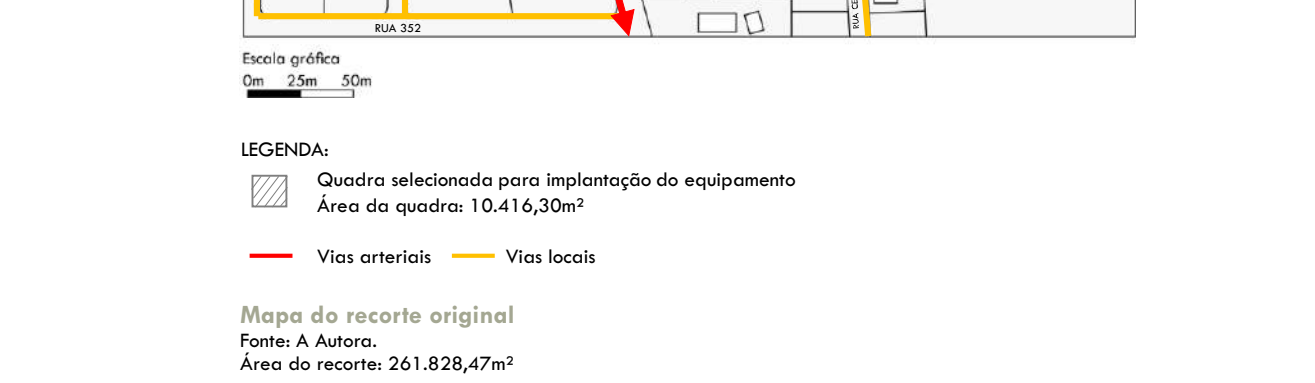 RUA 352
Escala gráfica
0m 25m 50m
LEGENDA:
Quadra selecionada para implantação do equipamento
Área da quadra: 10.416,30m²
Vias arteriais Vias locais
Mapa do recorte original
Fonte: A Autora.
Área do recorte: 261.828,47m²